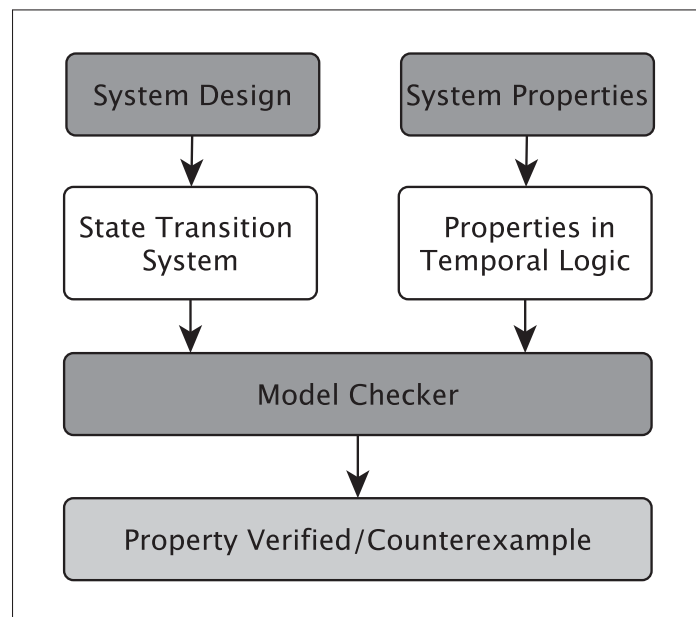 System Design
System Properties
State Transition
System
Properties in
Temporal Logic
Model Checker
Property Verified/Counterexample